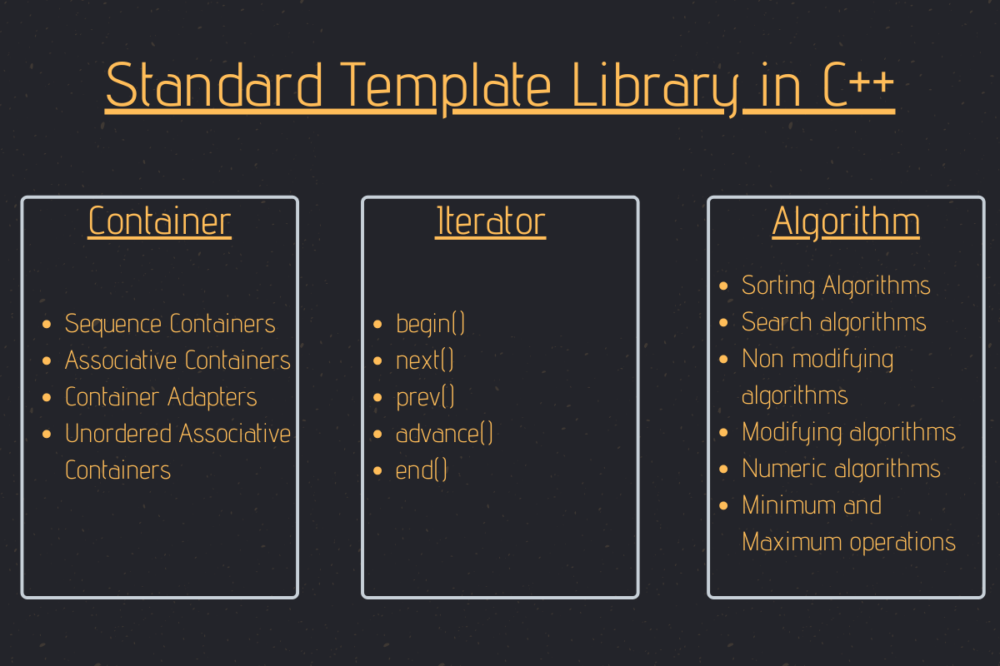 Standard Template Library in C++
Container
Sequence Containers
Associative Containers
Container Adapters
Unordered Associative
Containers
Iterator
begin()
next()
prev()
advance()
end()
Algorithm
Sorting Algorithms
Search algorithms
Non modifying
algorithms
Modifying algorithms
Numeric algorithms
Minimum and
Maximum operations